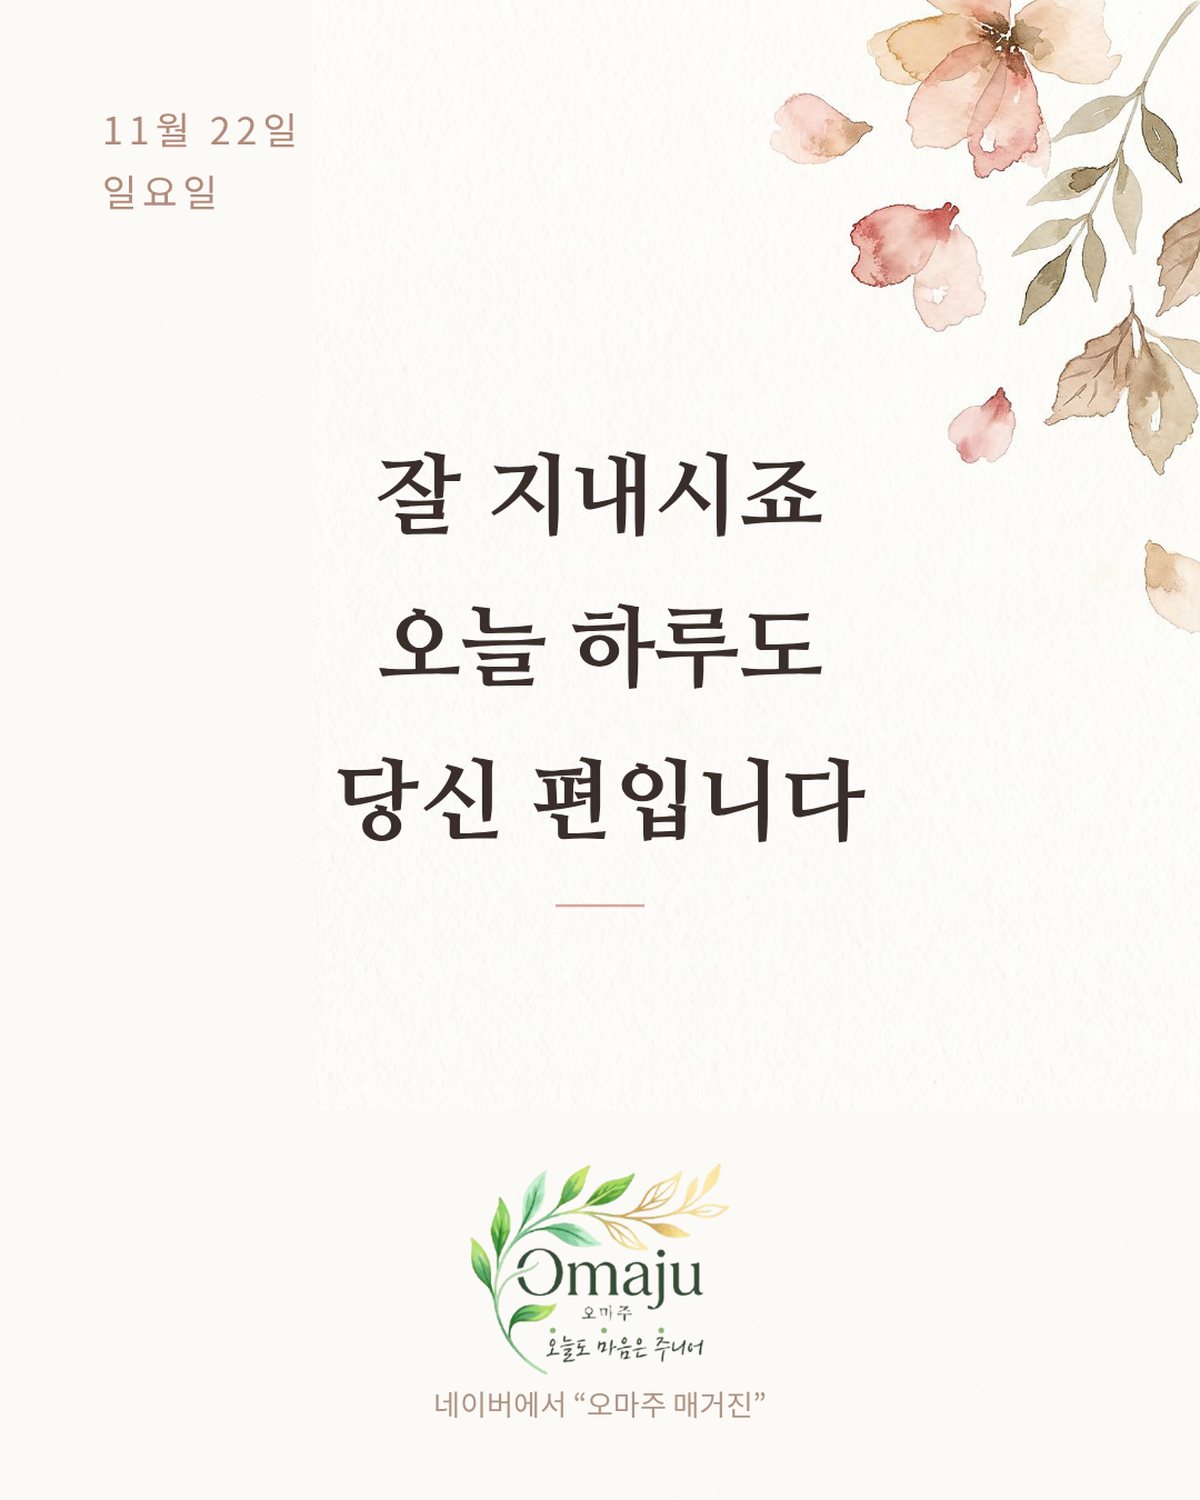 11월 22일
일요일
잘 지내시죠
오늘 하루도
당신 편입니다
Omaju
오마주
오늘도 마음은 주니어
네이버에서 “오마주 매거진”